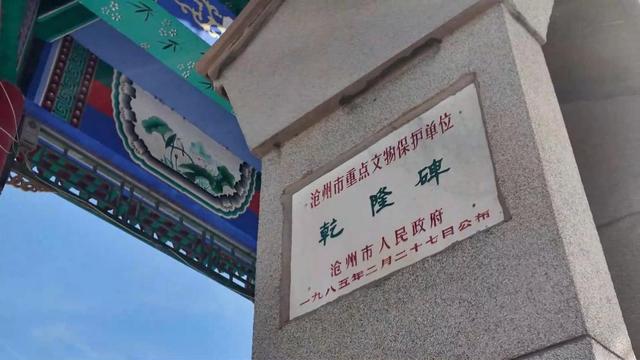 沧州市重点文物保护单位
乾隆碑
沧州市人民政府
一九八五年二月二十七日公布